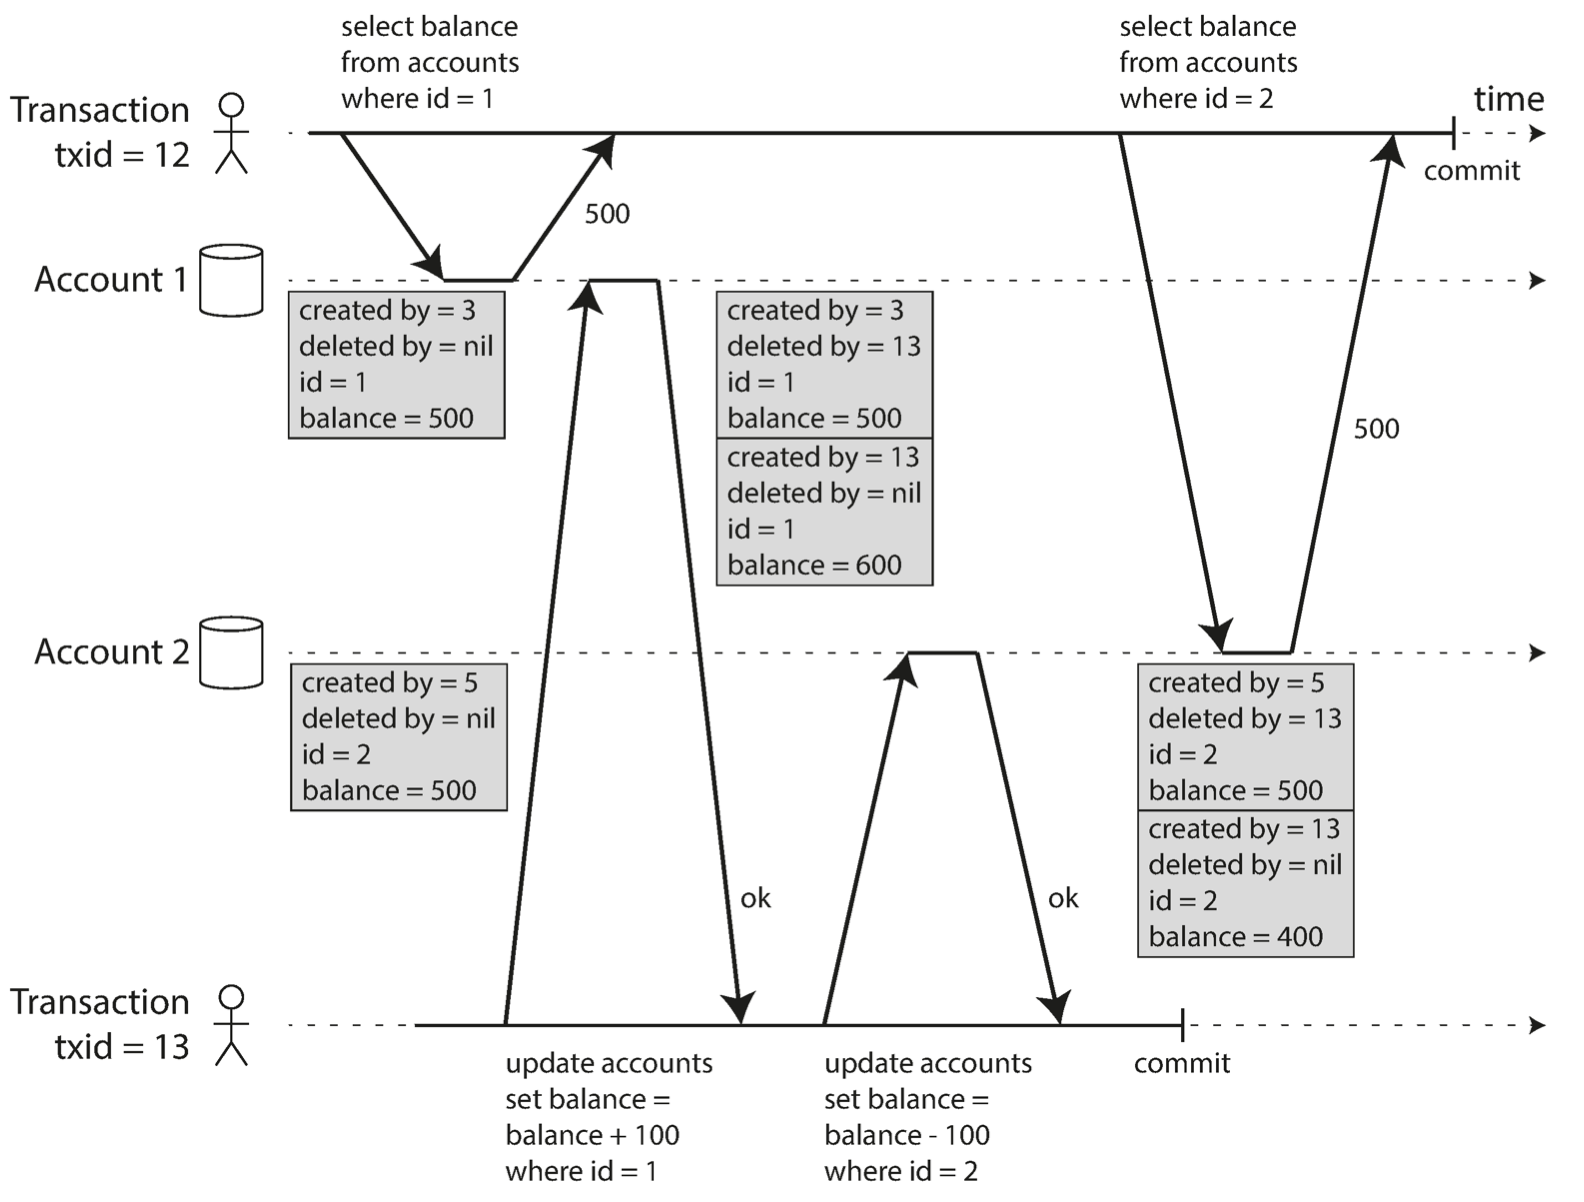 select balance
from accounts
where id = 1
select balance
from accounts
where id = 2
time
Transaction
txid = 12
commit
500
Account 1
created by = 3
deleted by = nil
id = 1
balance = 500
created by = 3
deleted by = 13
id = 1
balance = 500
created by = 13
deleted by = nil
id = 1
balance = 600
500
Account 2
created by = 5
deleted by = nil
id = 2
balance = 500
created by = 5
deleted by = 13
id = 2
balance = 500
created by = 13
deleted by = nil
id = 2
balance = 400
ok
ok
Transaction
txid = 13
update accounts
set balance =
balance + 100
where id = 1
update accounts
set balance =
balance - 100
where id = 2
commit